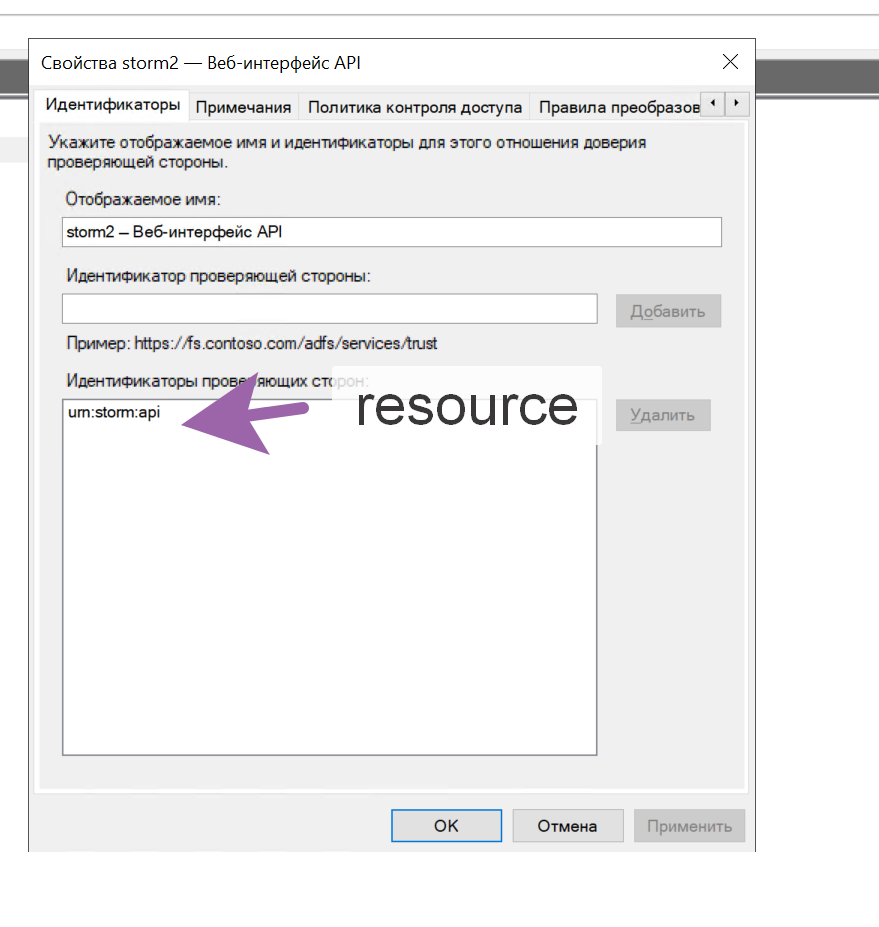 Свойства storm2 — Веб-интерфейс API
Идентификаторы
Примечания
Политика контроля доступа
Правила преобразов
Укажите отображаемое имя и идентификаторы для этого отношения доверия
проверяющей стороны.
Отображаемое имя:
storm2 – Веб-интерфейс API
Идентификатор проверяющей стороны:
Добавить
Пример: https://fs.contoso.com/adfs/services/trust
Идентификаторы проверяющих сторон:
resource
urn:storm:api
Удалить
OK
Отмена
Применить